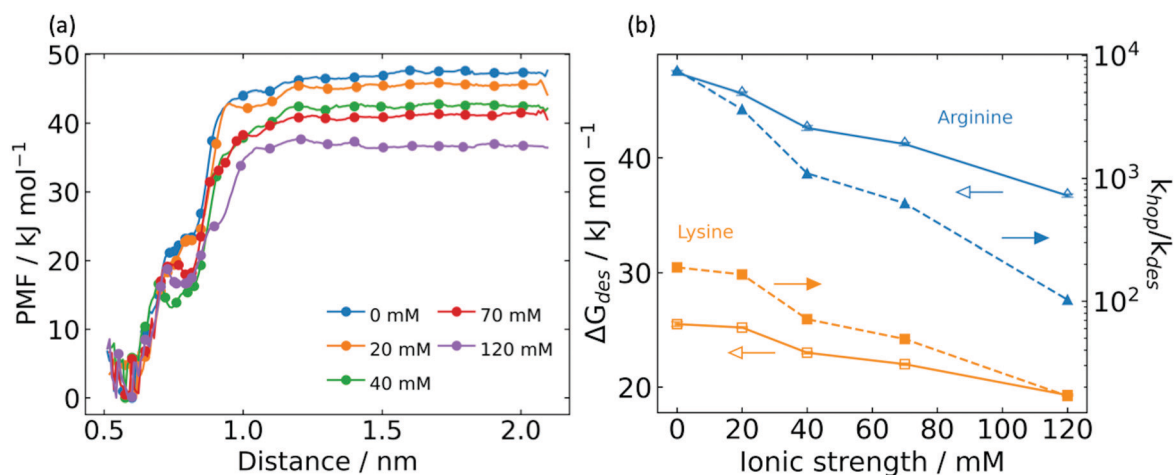 (a)
50
40
30
20
10
0
PMF / kJ mol⁻¹
0 mM
20 mM
40 mM
70 mM
120 mM
0.5 1.0 1.5 2.0
Distance / nm
(b)
40
30
20
ΔG_des / kJ mol⁻¹
Arginine
Lysine
10⁴
10³
10²
k_hop/k_des
0 20 40 60 80 100 120
Ionic strength / mM